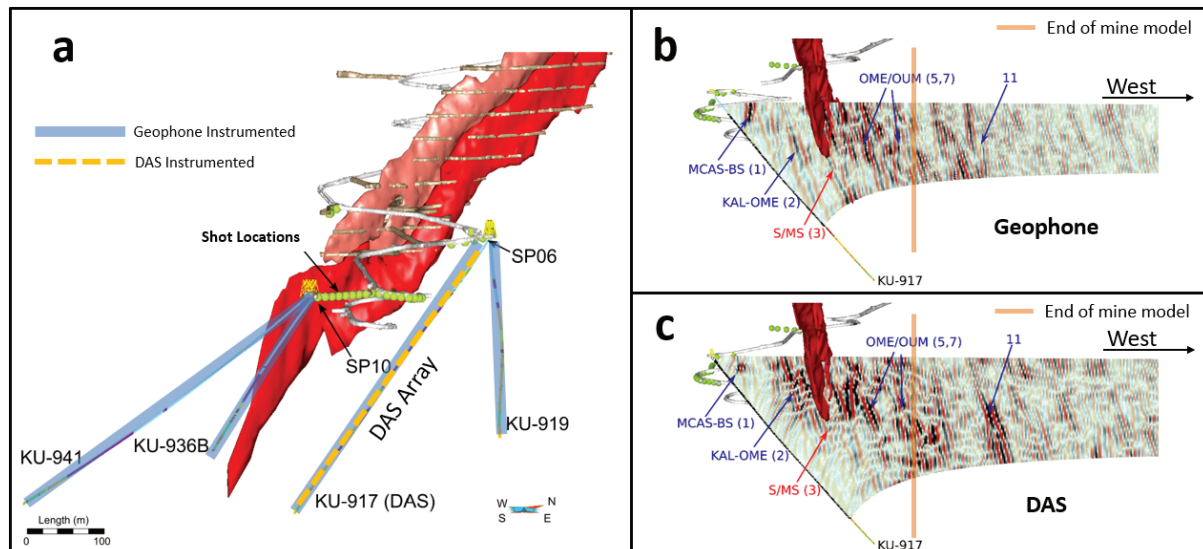 a
Geophone Instrumented
DAS Instrumented
Shot Locations
SP06
SP10
DAS Array
KU-941
KU-936B
KU-919
KU-917 (DAS)
Length (m)
0 100
W N
S E
b
End of mine model
OME/OUM (5,7)
11
West
MCAS-BS (1)
KAL-OME (2)
S/MS (3)
Geophone
KU-917
c
End of mine model
OME/OUM (5,7)
11
West
MCAS-BS (1)
KAL-OME (2)
S/MS (3)
DAS
KU-917